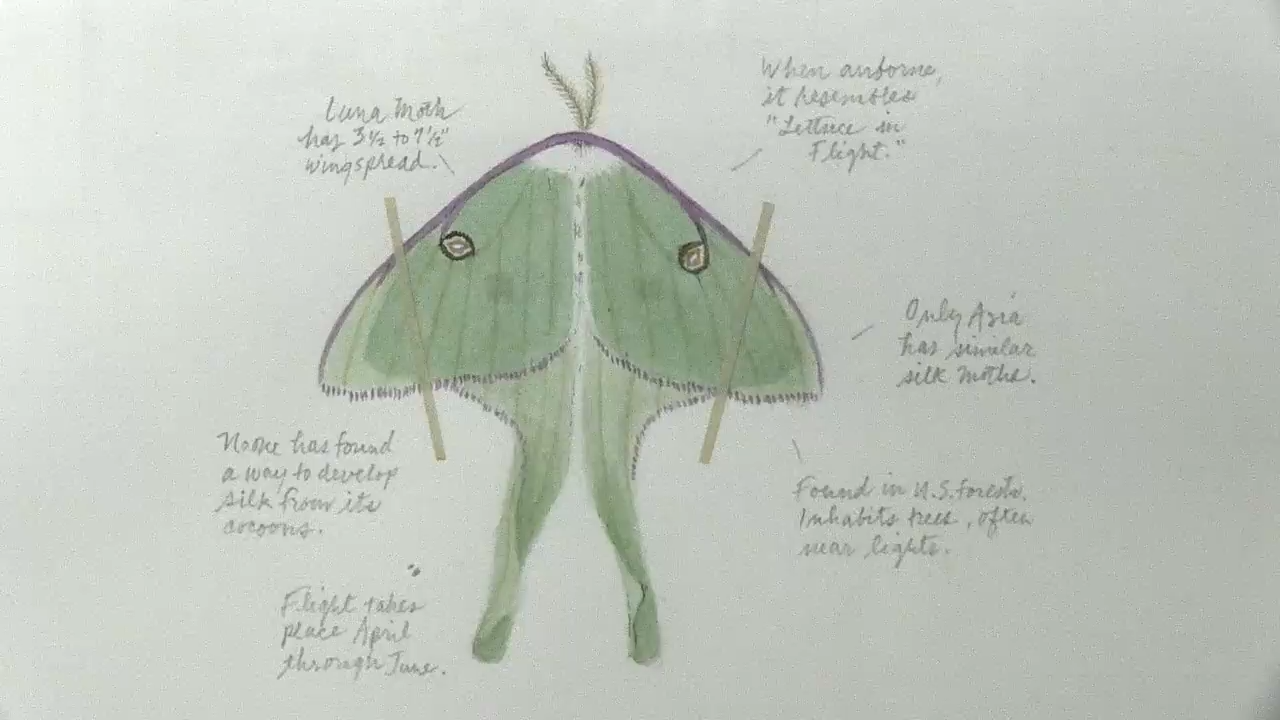 Luna Moth
has 3½ to 4½"
wingspread.
When airborne,
it resembles
"Lettuce in
Flight."
Only Asia
has similar
silk moths.
Noone has found
a way to develop
silk from its
cocoons.
Found in U.S. forests.
Inhabits trees, often
near lights.
Flight takes
place April
through June.